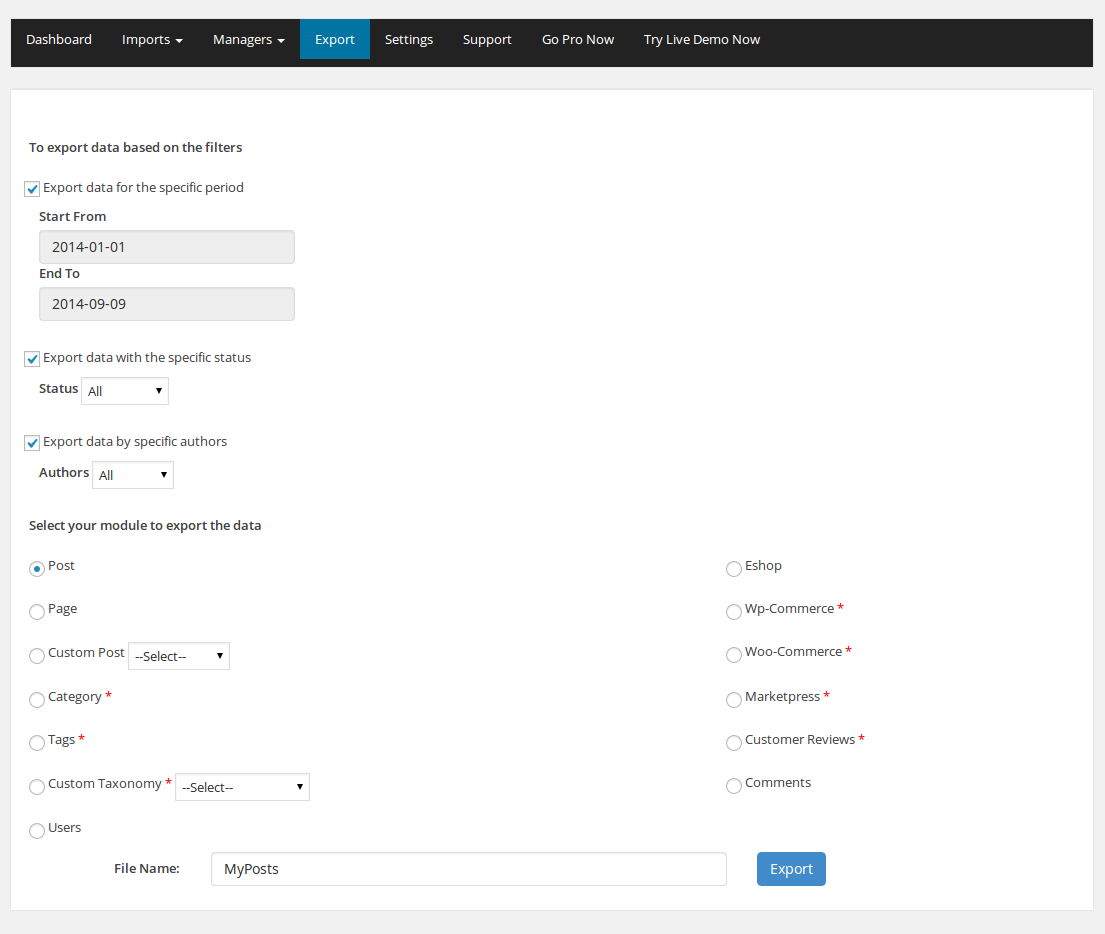 Dashboard Imports Managers Export Settings Support Go Pro Now Try Live Demo Now
To export data based on the filters
Export data for the specific period
Start From
2014-01-01
End To
2014-09-09
Export data with the specific status
Status All
Export data by specific authors
Authors All
Select your module to export the data
Post Eshop
Page Wp-Commerce *
Custom Post --Select-- Woo-Commerce *
Category * Marketpress *
Tags * Customer Reviews *
Custom Taxonomy * --Select-- Comments
Users
File Name: MyPosts Export